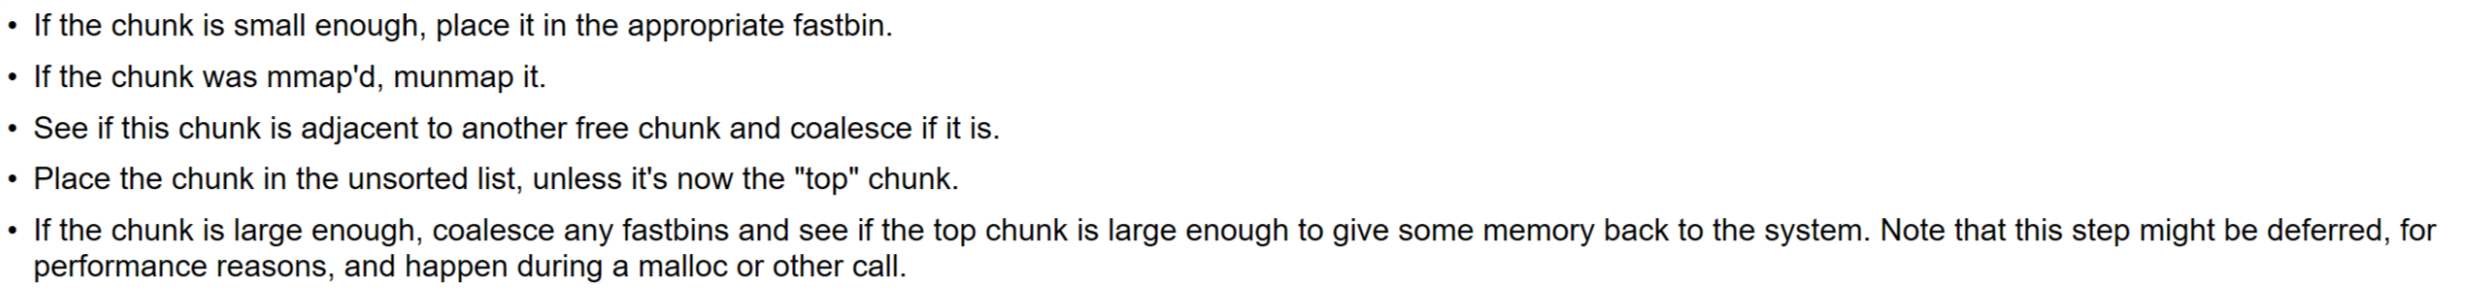 • If the chunk is small enough, place it in the appropriate fastbin.
• If the chunk was mmap'd, munmap it.
• See if this chunk is adjacent to another free chunk and coalesce if it is.
• Place the chunk in the unsorted list, unless it's now the "top" chunk.
• If the chunk is large enough, coalesce any fastbins and see if the top chunk is large enough to give some memory back to the system. Note that this step might be deferred, for
performance reasons, and happen during a malloc or other call.